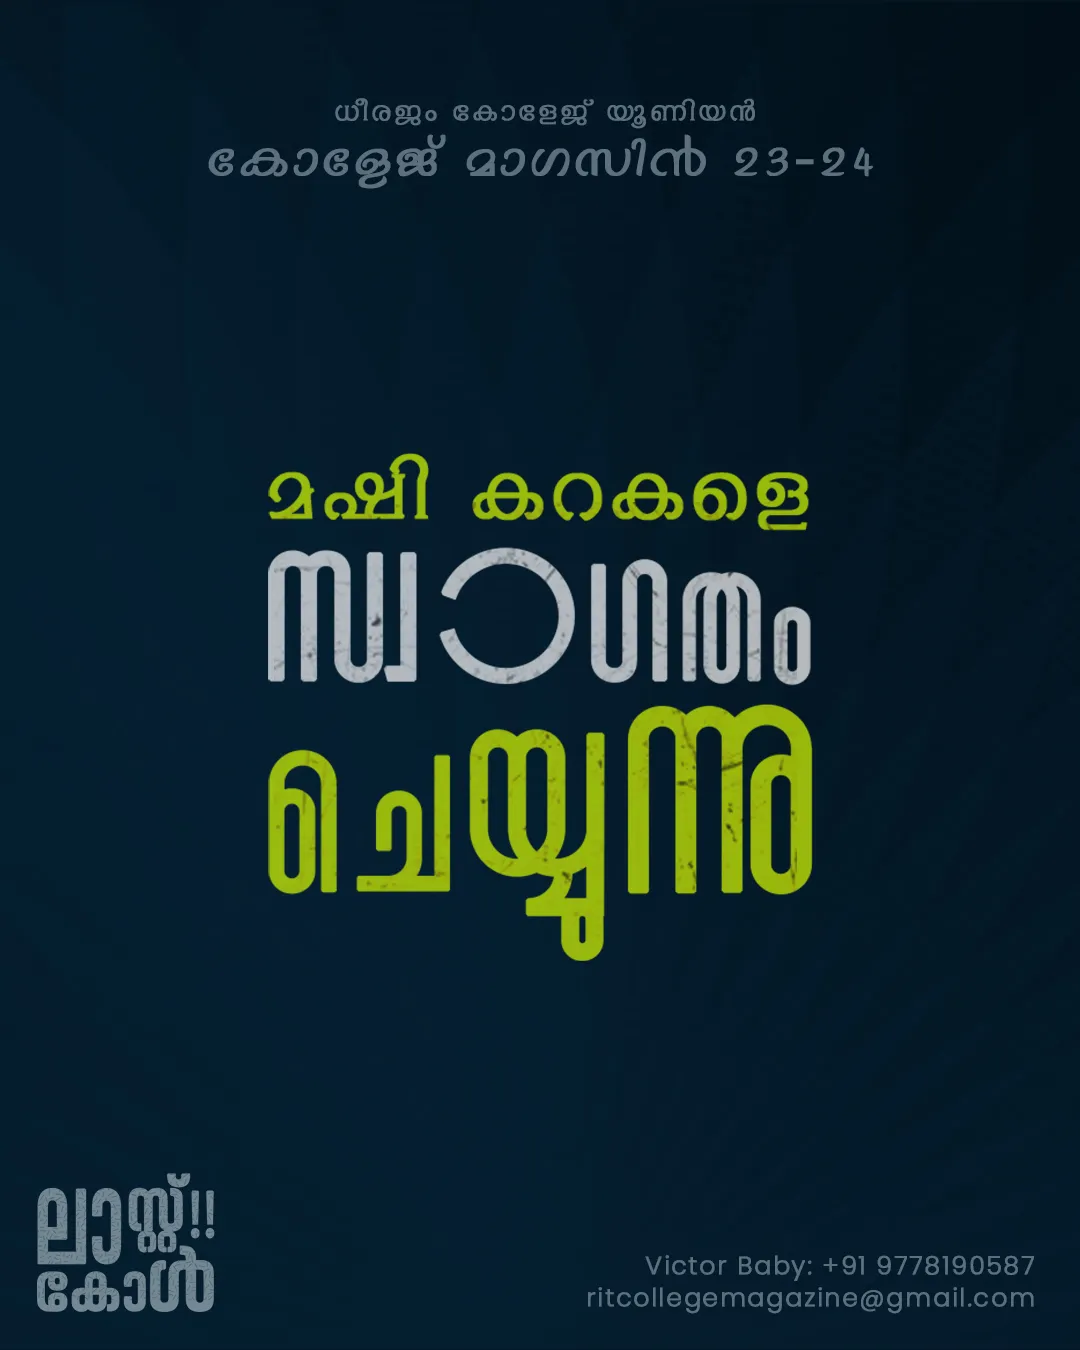 ധീരജം കോളേജ് യൂണിയൻ
കോളേജ് മാഗസിൻ 23-24
മഷി കറകളെ
സ്വാഗതം
ചെയ്യുന്നു
ലാസ്റ്റ്!!
കോൾ
Victor Baby: +91 9778190587
ritcollegemagazine@gmail.com